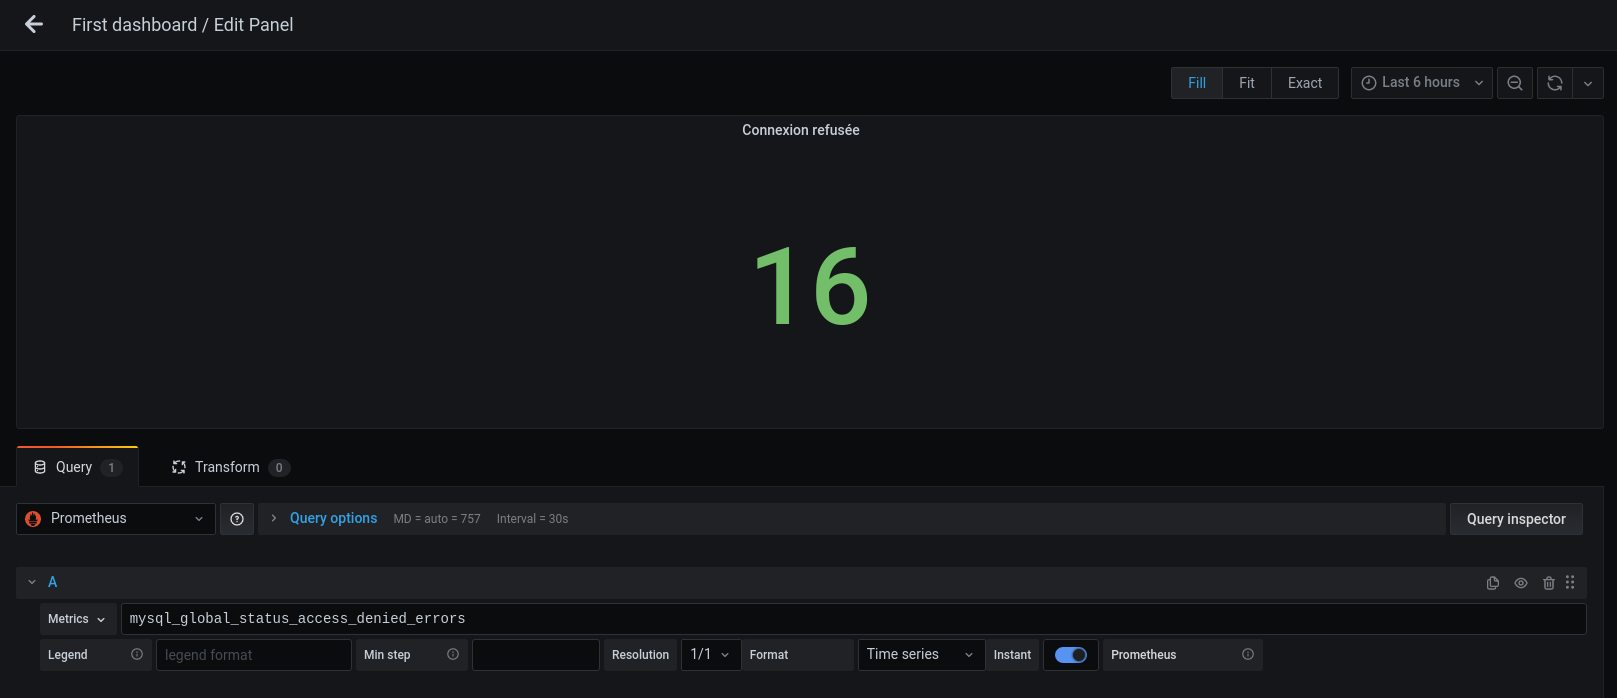 First dashboard / Edit Panel
Fill Fit Exact Last 6 hours
Connexion refusée
16
Query 1 Transform 0
Prometheus Query options MD = auto = 757 Interval = 30s Query inspector
A
Metrics mysql_global_status_access_denied_errors
Legend legend format Min step Resolution 1/1 Format Time series Instant Prometheus